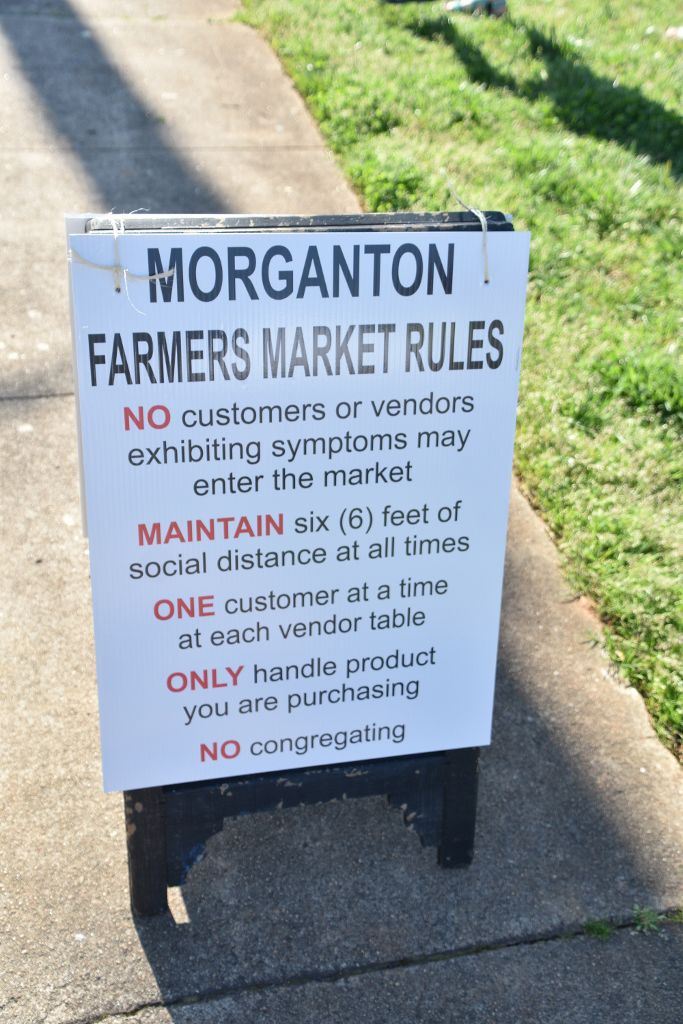 MORGANTON
FARMERS MARKET RULES
NO customers or vendors
exhibiting symptoms may
enter the market
MAINTAIN six (6) feet of
social distance at all times
ONE customer at a time
at each vendor table
ONLY handle product
you are purchasing
NO congregating